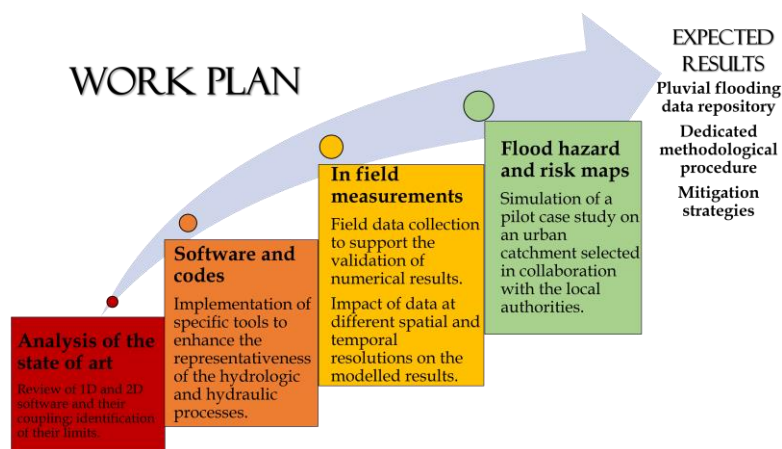 WORK PLAN
EXPECTED
RESULTS
Pluvial flooding
data repository
Dedicated
methodological
procedure
Mitigation
strategies
Analysis of the
state of art
Review of 1D and 2D
software and their
coupling; identification
of their limits.
Software and
codes
Implementation of
specific tools to
enhance the
representativeness
of the hydrologic
and hydraulic
processes.
In field
measurements
Field data collection
to support the
validation of
numerical results.
Impact of data at
different spatial and
temporal
resolutions on the
modelled results.
Flood hazard
and risk maps
Simulation of a
pilot case study on
an urban
catchment selected
in collaboration
with the local
authorities.